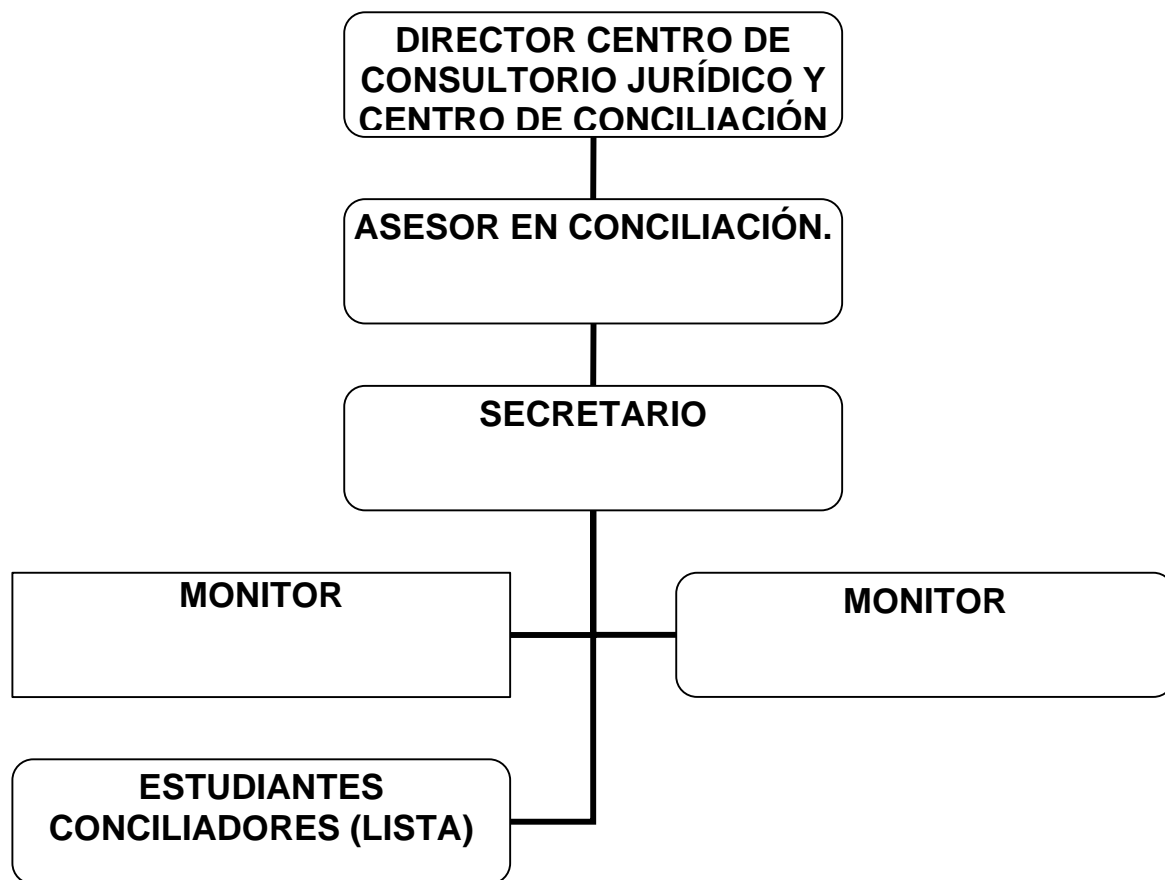 DIRECTOR CENTRO DE
CONSULTORIO JURÍDICO Y
CENTRO DE CONCILIACIÓN
ASESOR EN CONCILIACIÓN.
SECRETARIO
MONITOR
MONITOR
ESTUDIANTES
CONCILIADORES (LISTA)